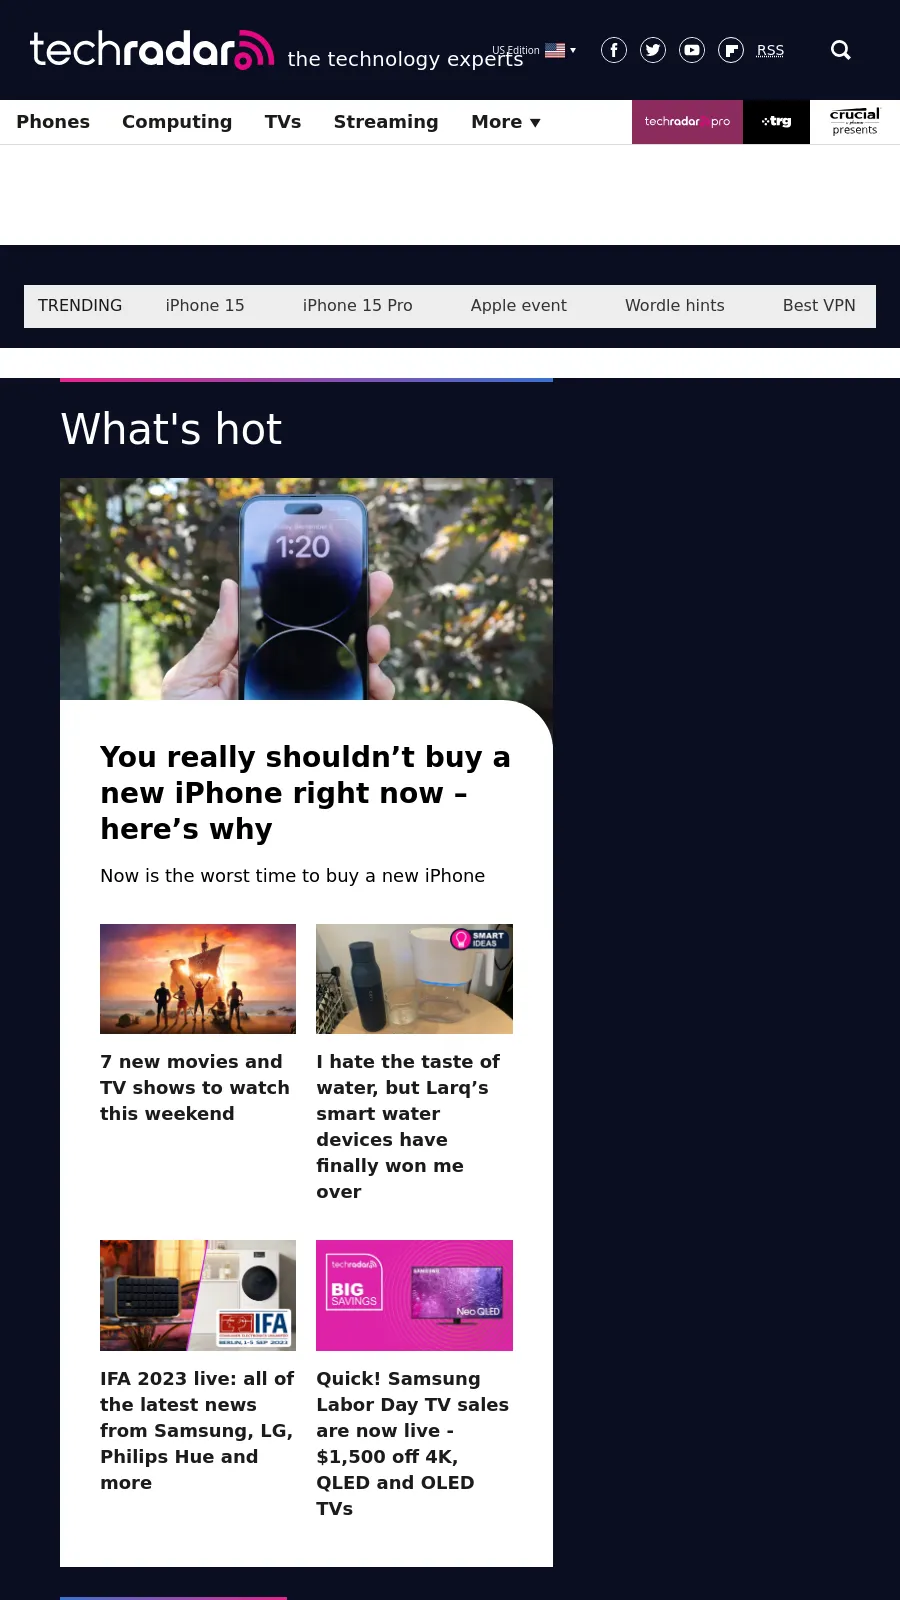 techradar
the technology experts
US Edition
RSS
Phones
Computing
TVs
Streaming
More
techradar pro
trg
crucial
presents
TRENDING
iPhone 15
iPhone 15 Pro
Apple event
Wordle hints
Best VPN
What's hot
1:20
You really shouldn’t buy a
new iPhone right now –
here’s why
Now is the worst time to buy a new iPhone
SMART
IDEAS
7 new movies and
TV shows to watch
this weekend
I hate the taste of
water, but Larq’s
smart water
devices have
finally won me
over
IFA
BERLIN, 1-5 SEP 2023
techradar
BIG
SAVINGS
SAMSUNG
Neo QLED
IFA 2023 live: all of
the latest news
from Samsung, LG,
Philips Hue and
more
Quick! Samsung
Labor Day TV sales
are now live -
$1,500 off 4K,
QLED and OLED
TVs